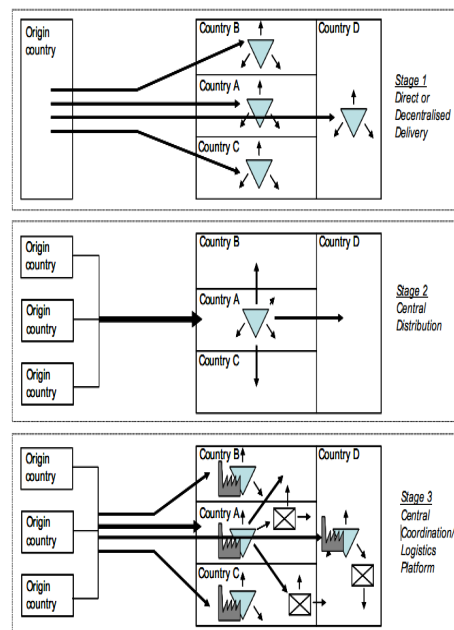 Origin
country
Country B
Country D
Country A
Country C
Stage 1
Direct or
Decentralised
Delivery
Origin
country
Origin
country
Origin
country
Country B
Country D
Country A
Country C
Stage 2
Central
Distribution
Origin
country
Origin
country
Origin
country
Country B
Country D
Country A
Country C
Stage 3
Central
Coordination/
Logistics
Platform